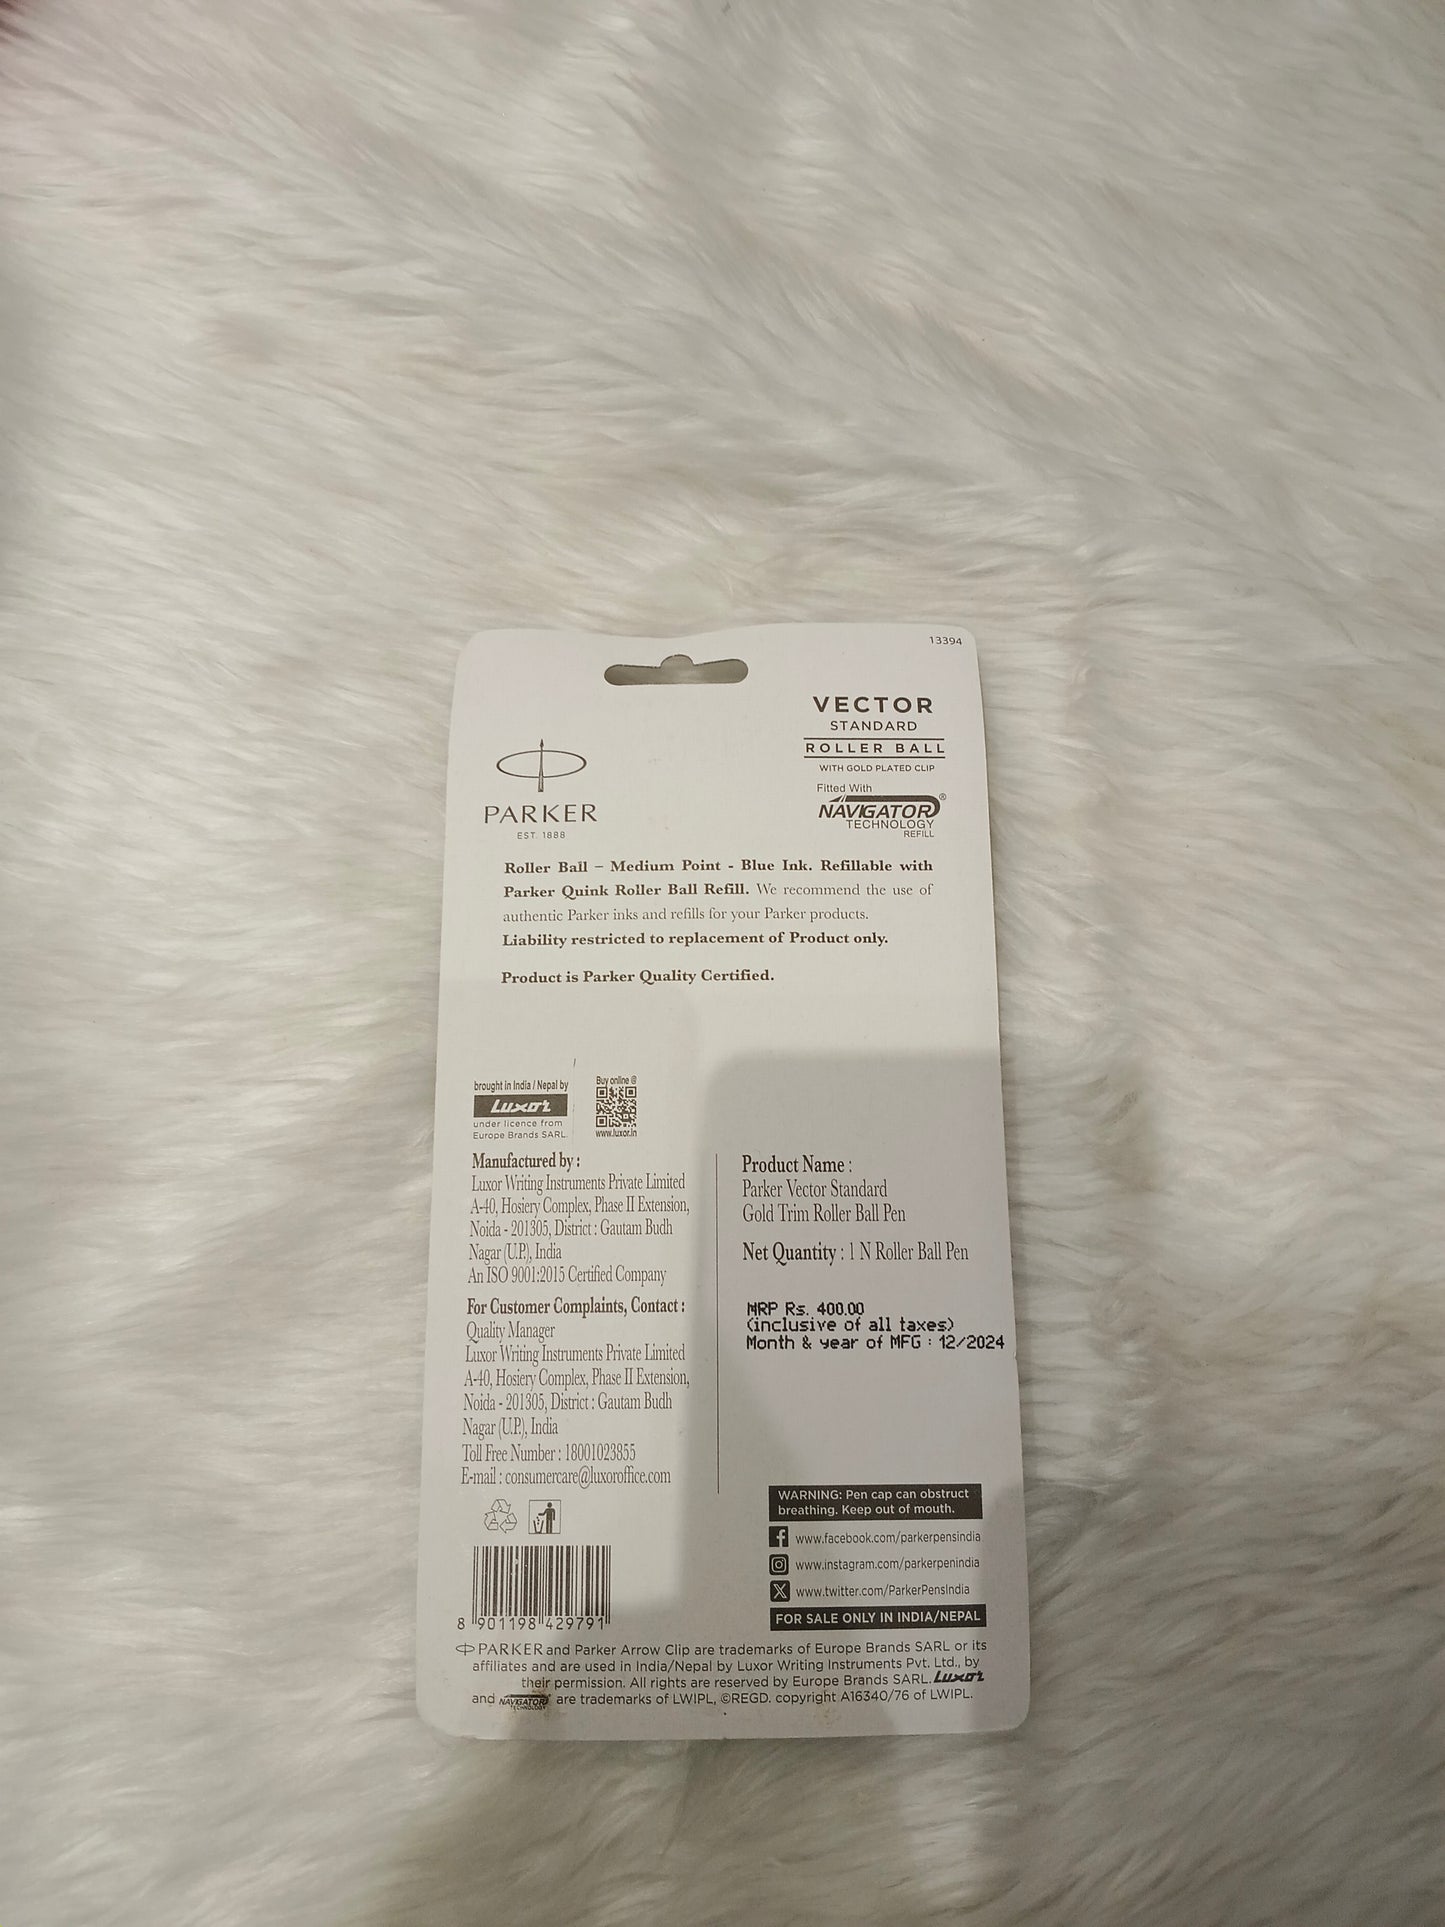 13394
VECTOR
STANDARD
ROLLER BALL
WITH GOLD PLATED CLIP
Fitted With
NAVIGATOR®
TECHNOLOGY
REFILL
PARKER
EST. 1888
Roller Ball – Medium Point - Blue Ink. Refillable with
Parker Quink Roller Ball Refill. We recommend the use of
authentic Parker inks and refills for your Parker products.
Liability restricted to replacement of Product only.
Product is Parker Quality Certified.
brought in India / Nepal by
Luxor
under licence from
Europe Brands SARL.
Buy online @
www.luxor.in
Manufactured by :
Luxor Writing Instruments Private Limited
A-40, Hosiery Complex, Phase II Extension,
Noida - 201305, District : Gautam Budh
Nagar (U.P.), India
An ISO 9001:2015 Certified Company
For Customer Complaints, Contact :
Quality Manager
Luxor Writing Instruments Private Limited
A-40, Hosiery Complex, Phase II Extension,
Noida - 201305, District : Gautam Budh
Nagar (U.P.), India
Toll Free Number : 18001023855
E-mail : consumercare@luxoroffice.com
8 901198 429791
Product Name :
Parker Vector Standard
Gold Trim Roller Ball Pen
Net Quantity : 1 N Roller Ball Pen
MRP Rs. 400.00
(inclusive of all taxes)
Month & year of MFG : 12/2024
WARNING: Pen cap can obstruct
breathing. Keep out of mouth.
www.facebook.com/parkerpensindia
www.instagram.com/parkerpenindia
www.twitter.com/ParkerPensIndia
FOR SALE ONLY IN INDIA/NEPAL
PARKER and Parker Arrow Clip are trademarks of Europe Brands SARL or its
affiliates and are used in India/Nepal by Luxor Writing Instruments Pvt. Ltd., by
their permission. All rights are reserved by Europe Brands SARL. Luxor
and NAVIGATOR TECHNOLOGY are trademarks of LWIPL, ©REGD. copyright A16340/76 of LWIPL.